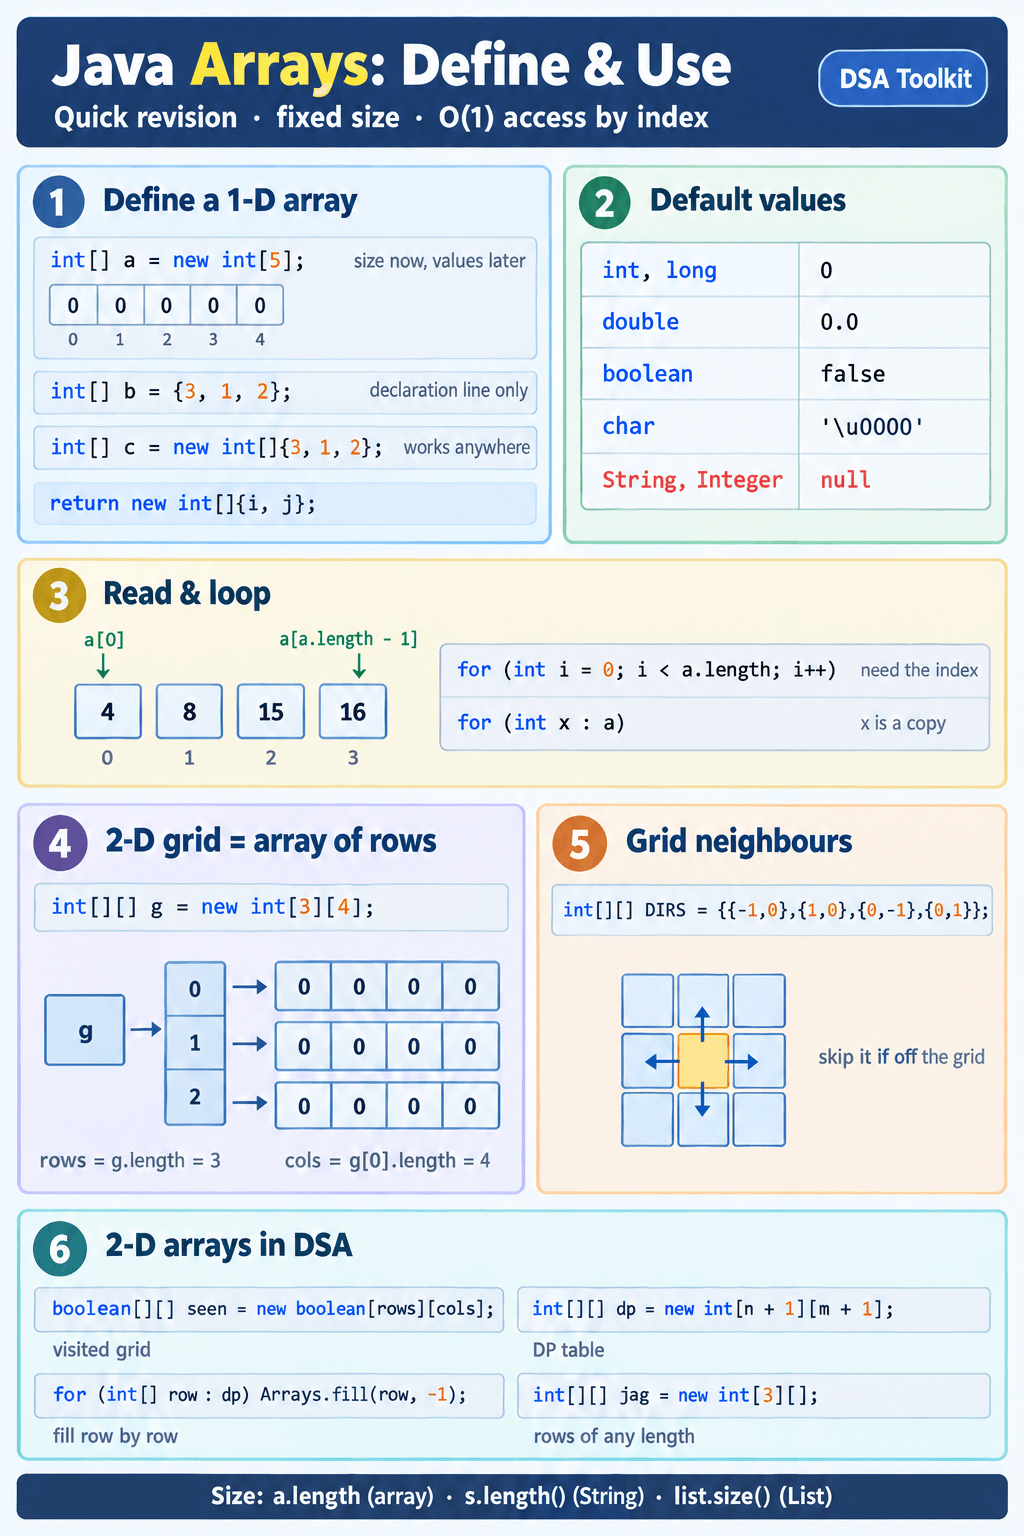 Java Arrays: Define & Use
Quick revision · fixed size · O(1) access by index
DSA Toolkit
1 Define a 1-D array
int[] a = new int[5]; size now, values later
0 0 0 0 0
0 1 2 3 4
int[] b = {3, 1, 2}; declaration line only
int[] c = new int[]{3, 1, 2}; works anywhere
return new int[]{i, j};
2 Default values
int, long 0
double 0.0
boolean false
char '\u0000'
String, Integer null
3 Read & loop
a[0] a[a.length - 1]
4 8 15 16
0 1 2 3
for (int i = 0; i < a.length; i++) need the index
for (int x : a) x is a copy
4 2-D grid = array of rows
int[][] g = new int[3][4];
g
0 0 0 0 0
1 0 0 0 0
2 0 0 0 0
rows = g.length = 3 cols = g[0].length = 4
5 Grid neighbours
int[][] DIRS = {{-1,0},{1,0},{0,-1},{0,1}};
skip it if off the grid
6 2-D arrays in DSA
boolean[][] seen = new boolean[rows][cols];
visited grid
int[][] dp = new int[n + 1][m + 1];
DP table
for (int[] row : dp) Arrays.fill(row, -1);
fill row by row
int[][] jag = new int[3][];
rows of any length
Size: a.length (array) · s.length() (String) · list.size() (List)